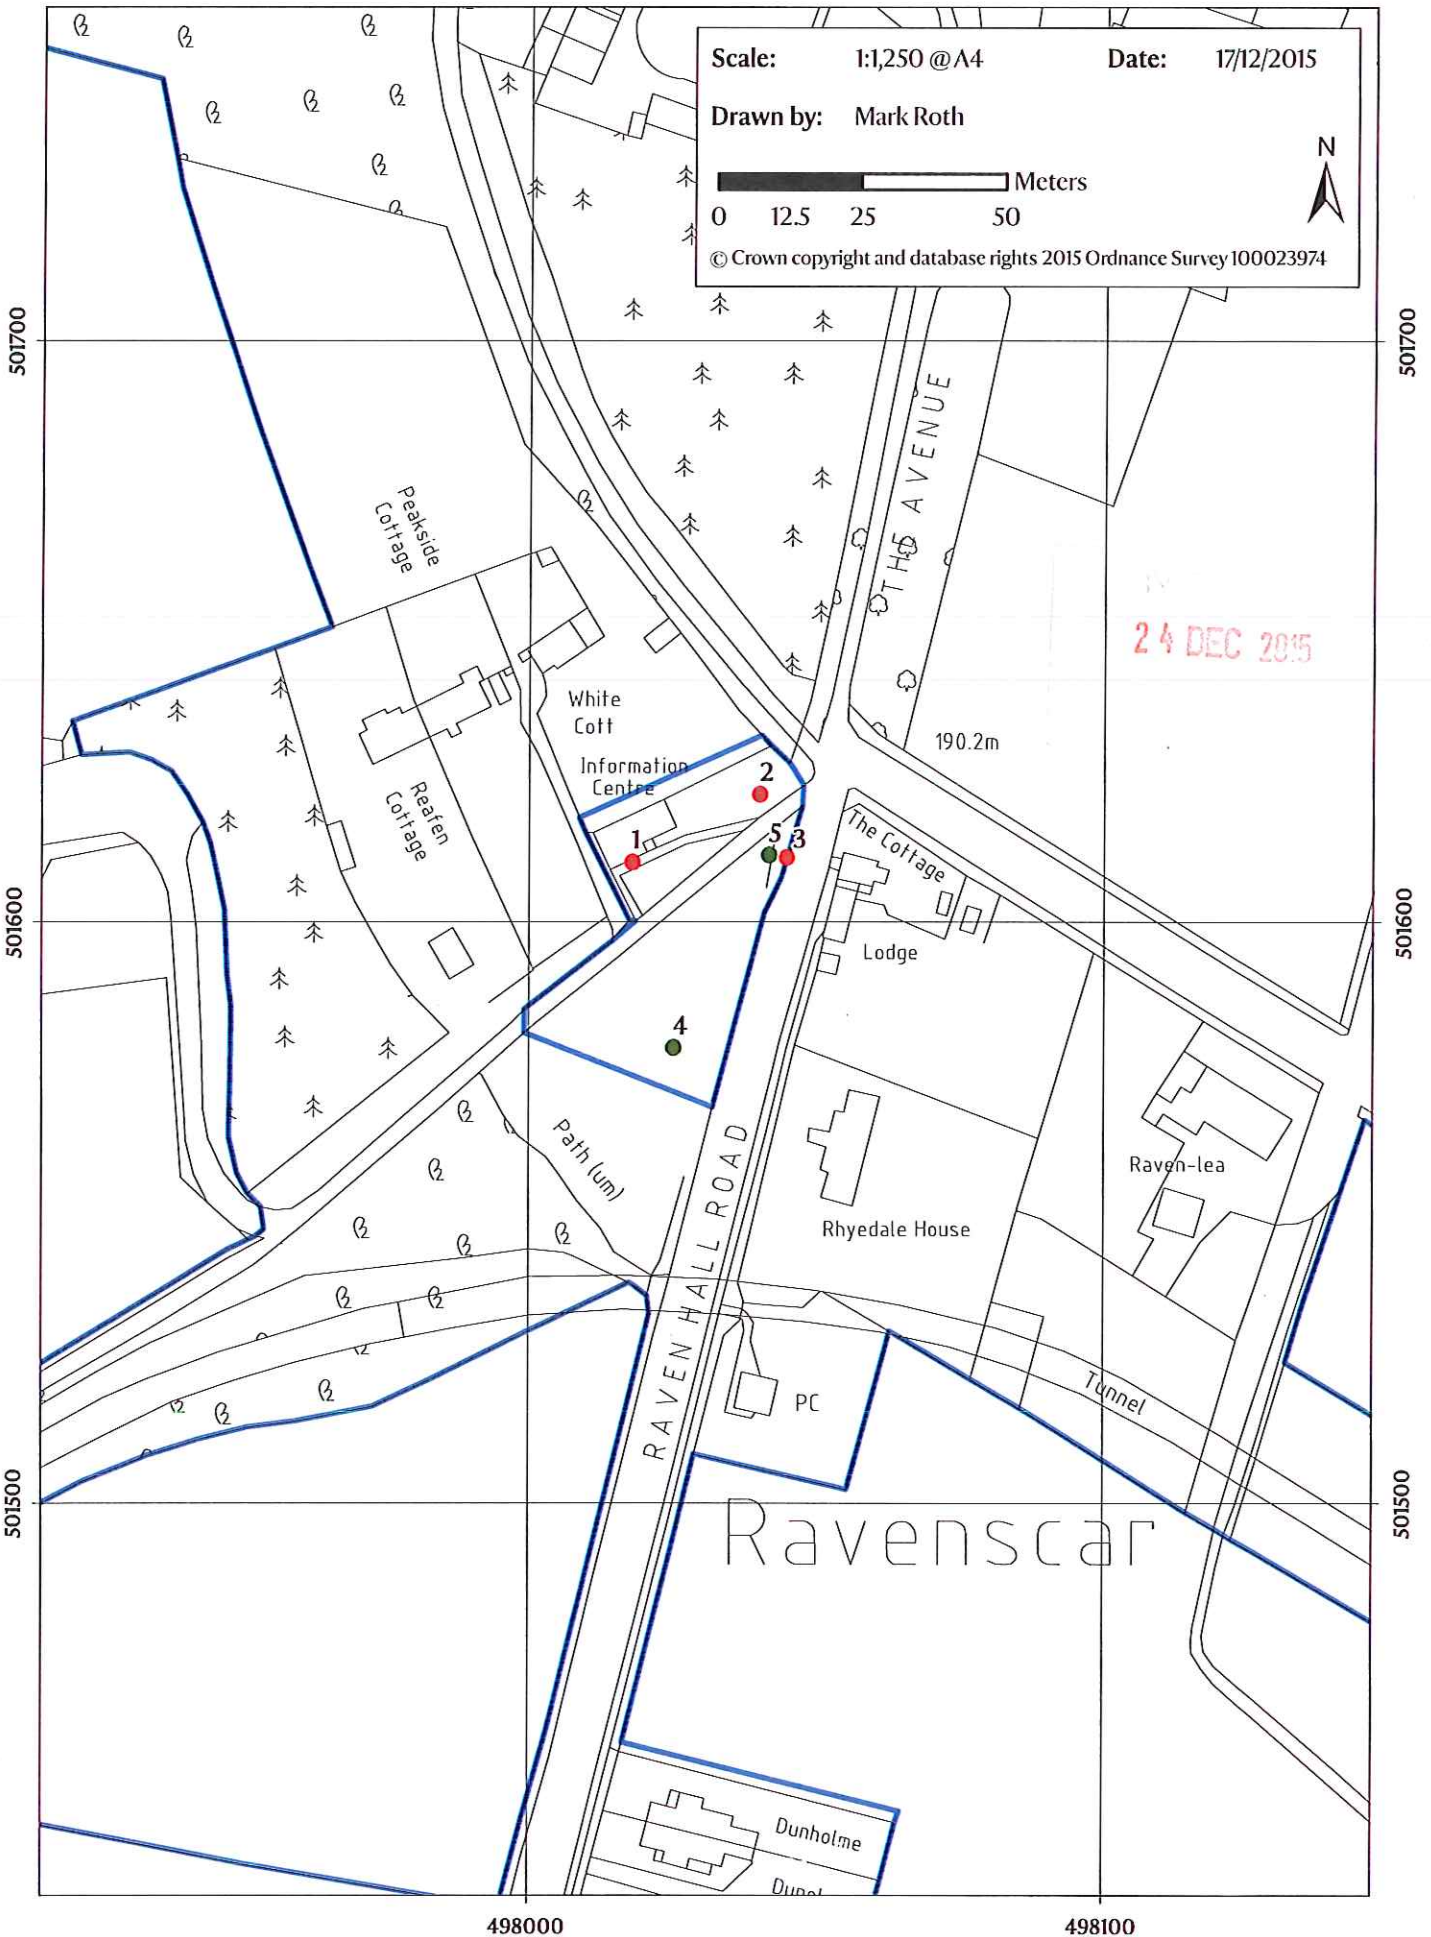 Scale: 1:1,250 @ A4 Date: 17/12/2015
Drawn by: Mark Roth
N
Meters
0 12.5 25 50
© Crown copyright and database rights 2015 Ordnance Survey 100023974
501700
501700
THE AVENUE
Peakside
Cottage
24 DEC 2015
White
Cott
190.2m
Information
Centre
2
Reafen
Cottage
1
5
3
The Cottage
501600
501600
Lodge
4
Path (um)
Raven-lea
Rhyedale House
RAVEN HALL ROAD
PC
Tunnel
501500
501500
Ravenscar
Dunholme
498000
498100